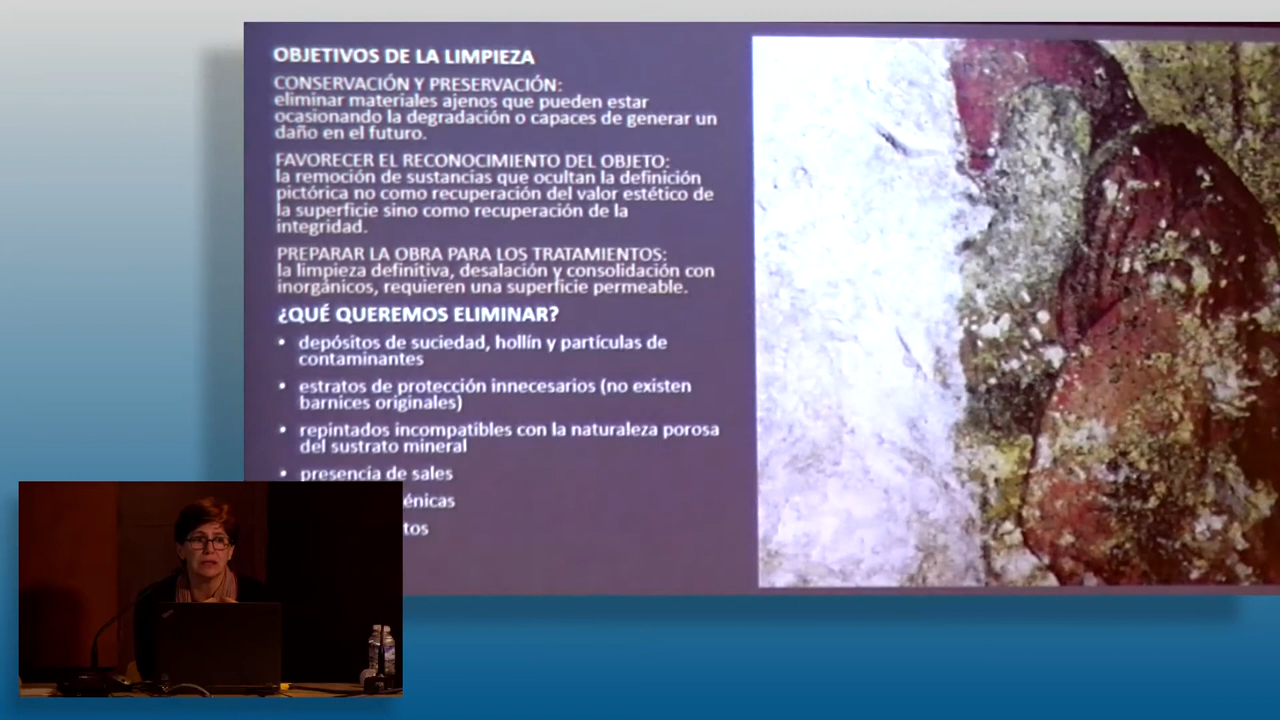 OBJETIVOS DE LA LIMPIEZA
CONSERVACIÓN Y PRESERVACIÓN:
eliminar materiales ajenos que pueden estar
ocasionando la degradación o capaces de generar un
daño en el futuro.
FAVORECER EL RECONOCIMIENTO DEL OBJETO:
la remoción de sustancias que ocultan la definición
pictórica no como recuperación del valor estético de
la superficie sino como recuperación de la
integridad.
PREPARAR LA OBRA PARA LOS TRATAMIENTOS:
la limpieza definitiva, desalación y consolidación con
inorgánicos, requieren una superficie permeable.
¿QUÉ QUEREMOS ELIMINAR?
• depósitos de suciedad, hollín y partículas de
contaminantes
• estratos de protección innecesarios (no existen
barnices originales)
• repintados incompatibles con la naturaleza porosa
del sustrato mineral
• presencia de sales
énicas
tos